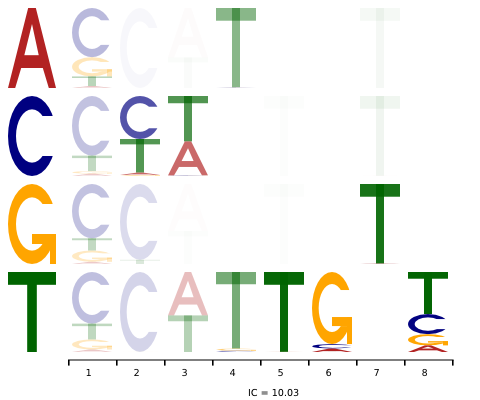 A C C A T T
G
T
C C C T T T
T A
G C C A T T
T
G
T C C A T T G T
T T C C
G G
A
1 2 3 4 5 6 7 8
IC = 10.03